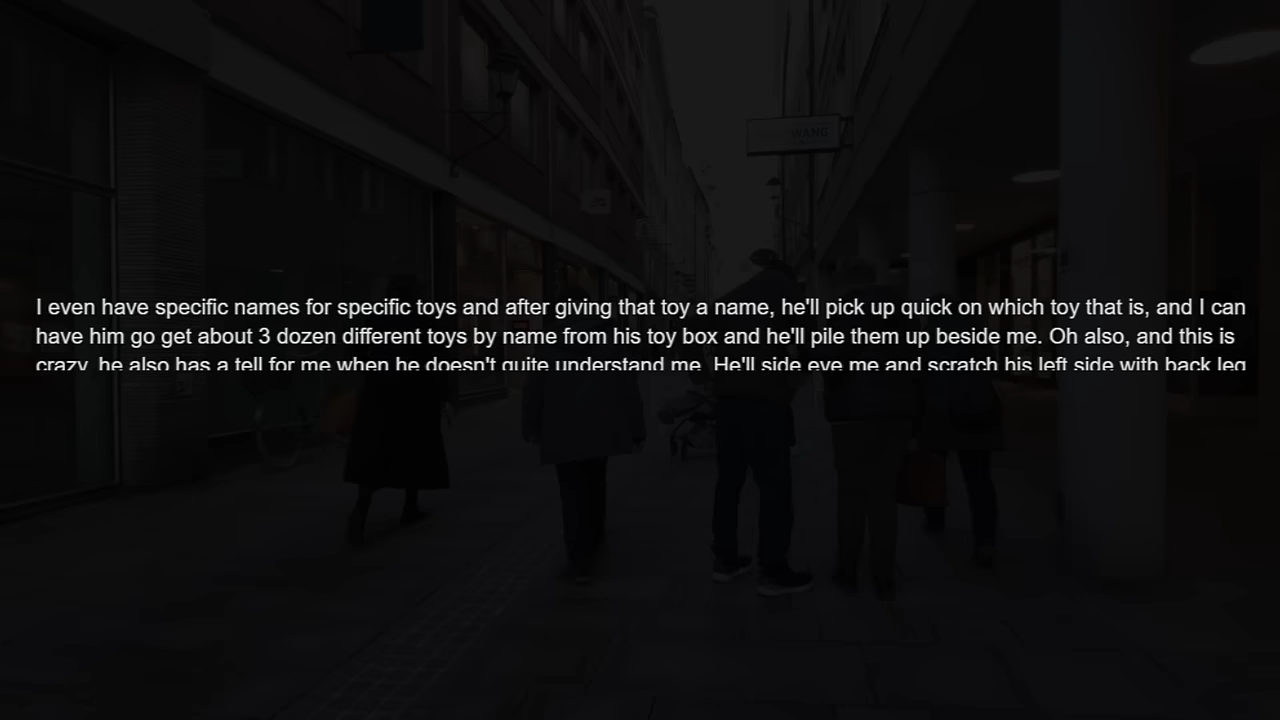 WANG
I even have specific names for specific toys and after giving that toy a name, he'll pick up quick on which toy that is, and I can
have him go get about 3 dozen different toys by name from his toy box and he'll pile them up beside me. Oh also, and this is
crazy, he also has a tell for me when he doesn't quite understand me. He'll side eye me and scratch his left side with back leg